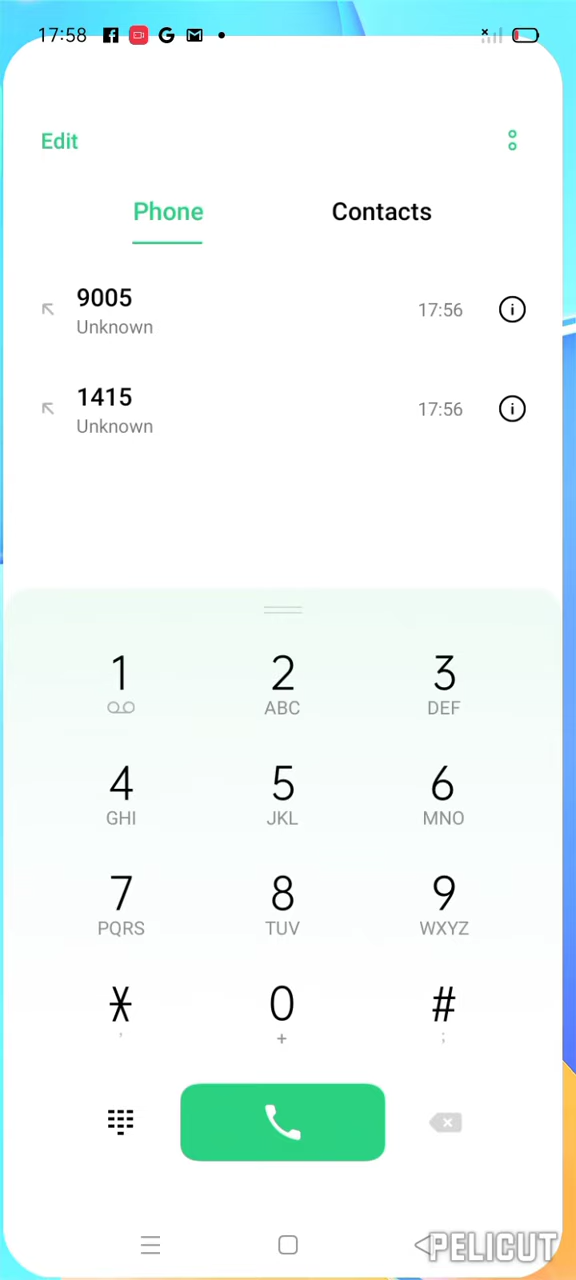 17:58
Edit
Phone Contacts
9005
Unknown
17:56
1415
Unknown
17:56
1 2 3
ABC DEF
4 5 6
GHI JKL MNO
7 8 9
PQRS TUV WXYZ
* 0 #
, + ;
PELICUT